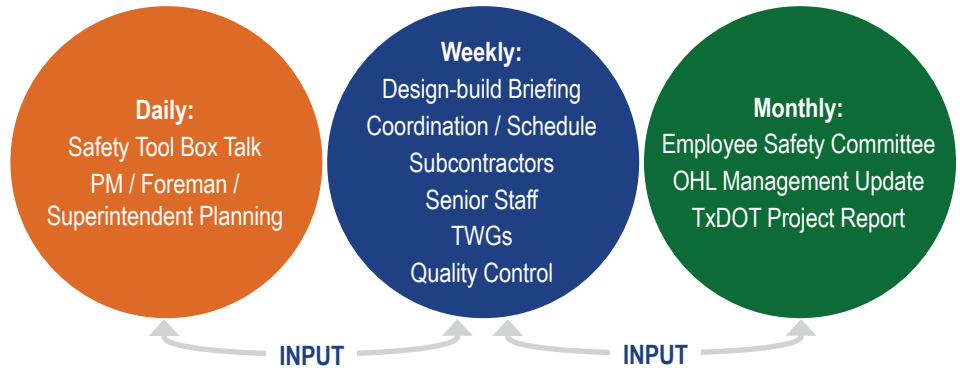 Daily:
Safety Tool Box Talk
PM / Foreman /
Superintendent Planning
Weekly:
Design-build Briefing
Coordination / Schedule
Subcontractors
Senior Staff
TWGs
Quality Control
Monthly:
Employee Safety Committee
OHL Management Update
TxDOT Project Report
INPUT
INPUT